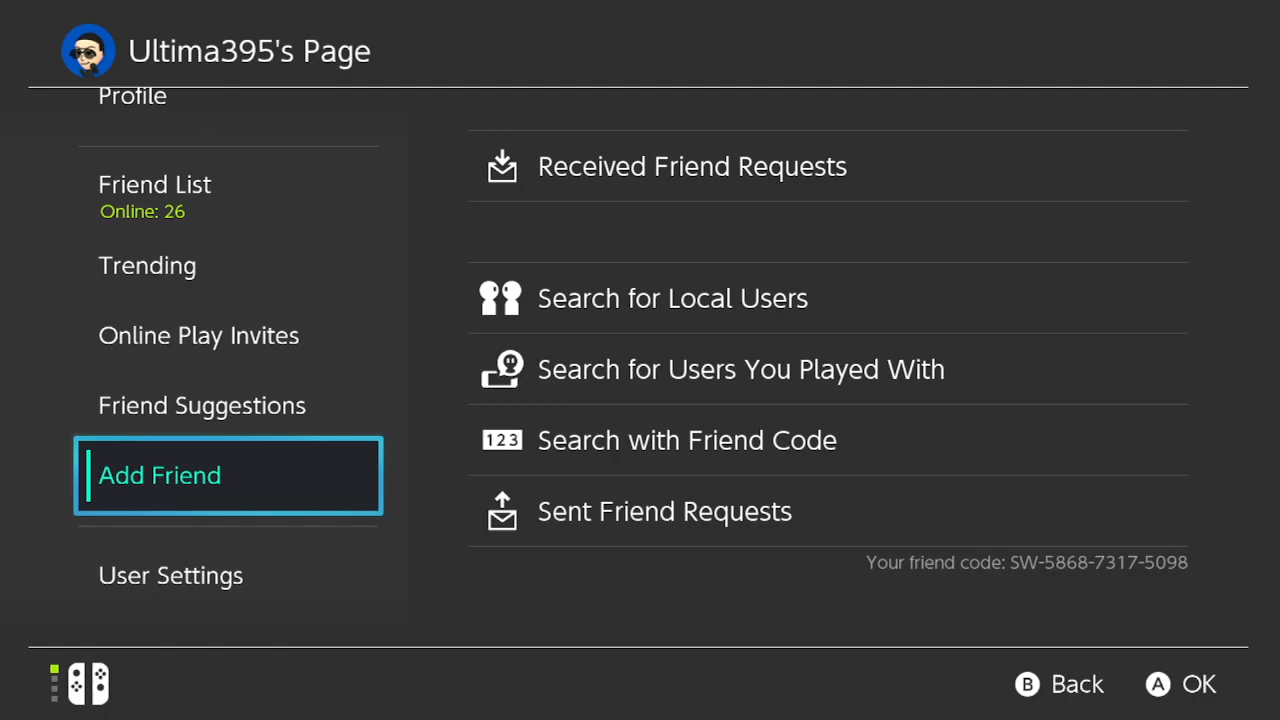 Ultima395's Page
Profile
Friend List
Online: 26
Trending
Online Play Invites
Friend Suggestions
Add Friend
User Settings
Received Friend Requests
Search for Local Users
Search for Users You Played With
123 Search with Friend Code
Sent Friend Requests
Your friend code: SW-5868-7317-5098
B Back A OK